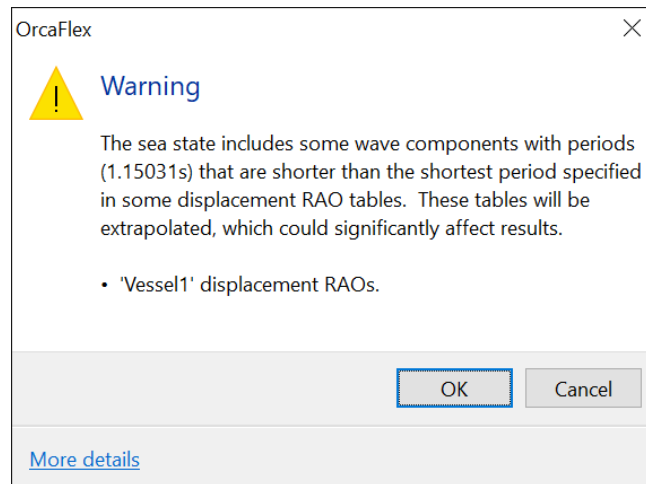 OrcaFlex
Warning
The sea state includes some wave components with periods
(1.15031s) that are shorter than the shortest period specified
in some displacement RAO tables.  These tables will be
extrapolated, which could significantly affect results.
• 'Vessel1' displacement RAOs.
OK
Cancel
More details